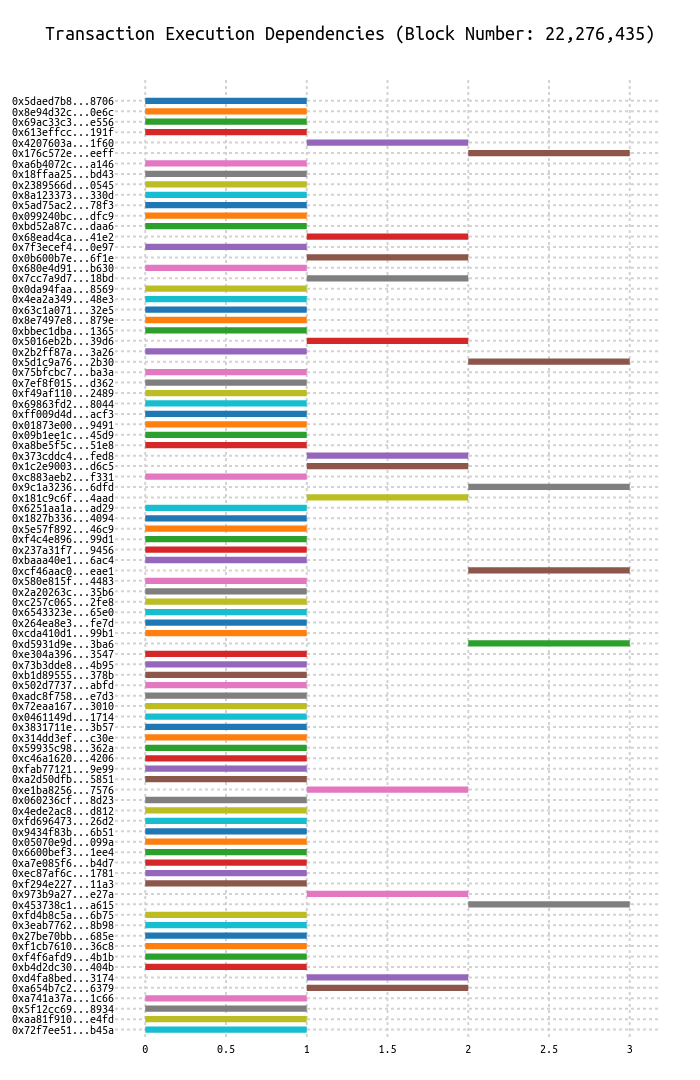 Transaction Execution Dependencies (Block Number: 22,276,435)
0x5daed7b8...8706
0x8e94d32c...0e6c
0x69ac33c3...e556
0x613effcc...191f
0x4207603a...1f60
0x176c572e...eeff
0xa6b4072c...a146
0x18ffaa25...bd43
0x2389566d...0545
0x8a123373...330d
0x5ad75ac2...78f3
0x099240bc...dfc9
0xbd52a87c...daa6
0x68ead4ca...41e2
0x7f3ecef4...0e97
0x0b600b7e...6f1e
0x680e4d91...b630
0x7cc7a9d7...18bd
0x0da94faa...8569
0x4ea2a349...48e3
0x63c1a071...32e5
0x8e7497e8...879e
0xbbec1dba...1365
0x5016eb2b...39d6
0x2b2ff87a...3a26
0x5d1c9a76...2b30
0x75bfcbc7...ba3a
0x7ef8f015...d362
0xf49af110...2489
0x69863fd2...8044
0xff009d4d...acf3
0x01873e00...9491
0x09b1ee1c...45d9
0xa8be5f5c...51e8
0x373cddc4...fed8
0x1c2e9003...d6c5
0xc883aeb2...f331
0x9c1a3236...6dfd
0x181c9c6f...4aad
0x6251aa1a...ad29
0x1827b336...4094
0x5e57f892...46c9
0xf4c4e896...99d1
0x237a31f7...9456
0xbaaa40e1...6ac4
0xcf46aac0...eae1
0x580e815f...4483
0x2a20263c...35b6
0xc257c065...2fe8
0x6543323e...65e0
0x264ea8e3...fe7d
0xcda410d1...99b1
0xd5931d9e...3ba6
0xe304a396...3547
0x73b3dde8...4b95
0xb1d89555...378b
0x502d7737...abfd
0xadc8f758...e7d3
0x72eaa167...3010
0x0461149d...1714
0x3831711e...3b57
0x314dd3ef...c30e
0x59935c98...362a
0xc46a1620...4206
0xfab77121...9e99
0xa2d50dfb...5851
0xe1ba8256...7576
0x060236cf...8d23
0x4ede2ac8...d812
0xfd696473...26d2
0x9434f83b...6b51
0x05070e9d...099a
0x6600bef3...1ee4
0xa7e085f6...b4d7
0xec87af6c...1781
0xf294e227...11a3
0x973b9a27...e27a
0x453738c1...a615
0xfd4b8c5a...6b75
0x3eab7762...8b98
0x27be70bb...685e
0xf1cb7610...36c8
0xf4f6afd9...4b1b
0xb4d2dc30...404b
0xd4fa8bed...3174
0xa654b7c2...6379
0xa741a37a...1c66
0x5f12cc69...8934
0xaa81f910...e4fd
0x72f7ee51...b45a
0 0.5 1 1.5 2 2.5 3